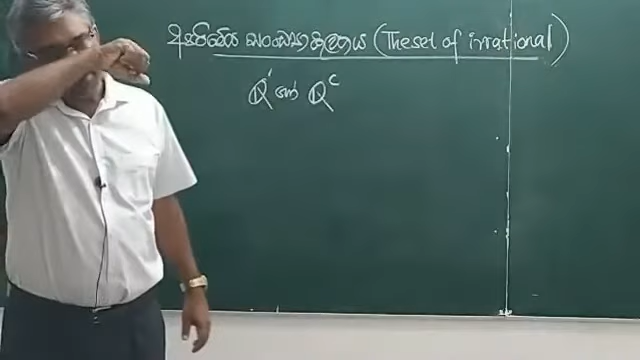 අපරිමේය සංඛ්‍යා කුලකය (The set of irrational)
Q' හෝ Q^c